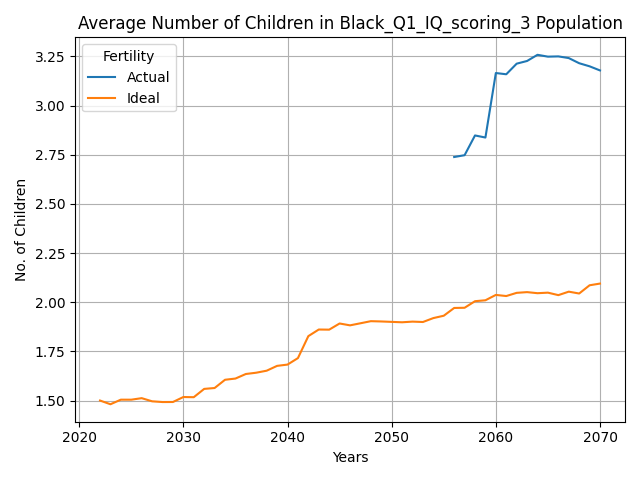 Average Number of Children in Black_Q1_IQ_scoring_3 Population
Fertility
Actual
Ideal
3.25
3.00
2.75
2.50
2.25
2.00
1.75
1.50
No. of Children
2020 2030 2040 2050 2060 2070
Years